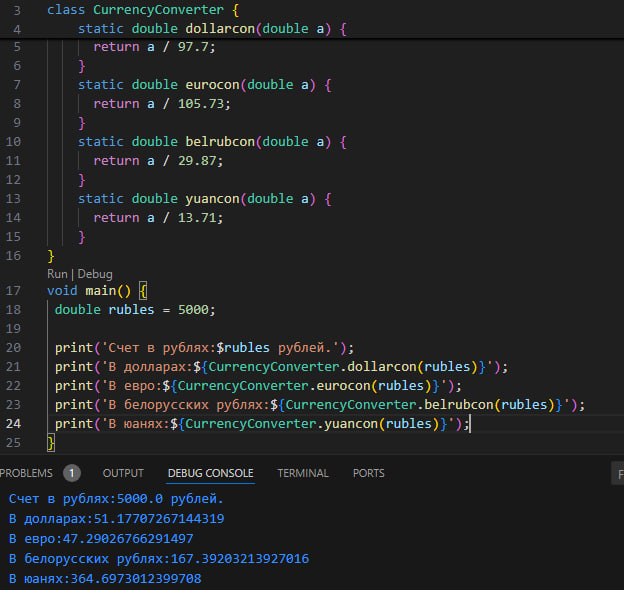 3 class CurrencyConverter {
4 static double dollarcon(double a) {
5 return a / 97.7;
6 }
7 static double eurocon(double a) {
8 return a / 105.73;
9 }
10 static double belrubcon(double a) {
11 return a / 29.87;
12 }
13 static double yuancon(double a) {
14 return a / 13.71;
15 }
16 }
Run | Debug
17 void main() {
18 double rubles = 5000;
19
20 print('Счет в рублях:$rubles рублей.');
21 print('В долларах:${CurrencyConverter.dollarcon(rubles)}');
22 print('В евро:${CurrencyConverter.eurocon(rubles)}');
23 print('В белорусских рублях:${CurrencyConverter.belrubcon(rubles)}');
24 print('В юанях:${CurrencyConverter.yuancon(rubles)}');
25 }
PROBLEMS 1 OUTPUT DEBUG CONSOLE TERMINAL PORTS F
Счет в рублях:5000.0 рублей.
В долларах:51.17707267144319
В евро:47.29026766291497
В белорусских рублях:167.39203213927016
В юанях:364.6973012399708